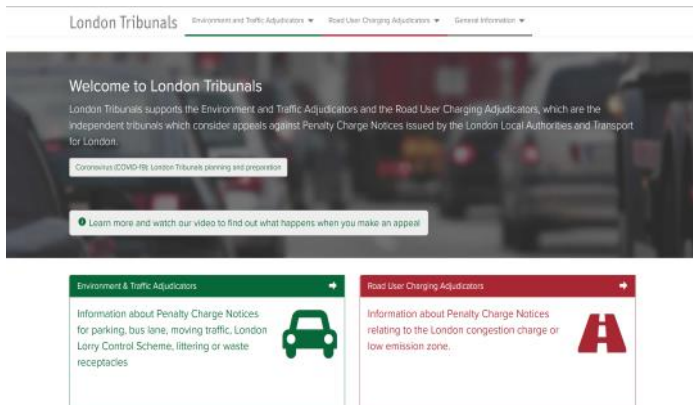 London Tribunals
Environment and Traffic Adjudicators
Road User Charging Adjudicators
General Information
Welcome to London Tribunals
London Tribunals supports the Environment and Traffic Adjudicators and the Road User Charging Adjudicators, which are the
independent tribunals which consider appeals against Penalty Charge Notices issued by the London Local Authorities and Transport
for London.
Coronavirus (COVID-19): London Tribunals planning and preparation
Learn more and watch our video to find out what happens when you make an appeal
Environment & Traffic Adjudicators
Information about Penalty Charge Notices
for parking, bus lane, moving traffic, London
Lorry Control Scheme, littering or waste
receptacles
Road User Charging Adjudicators
Information about Penalty Charge Notices
relating to the London congestion charge or
low emission zone.